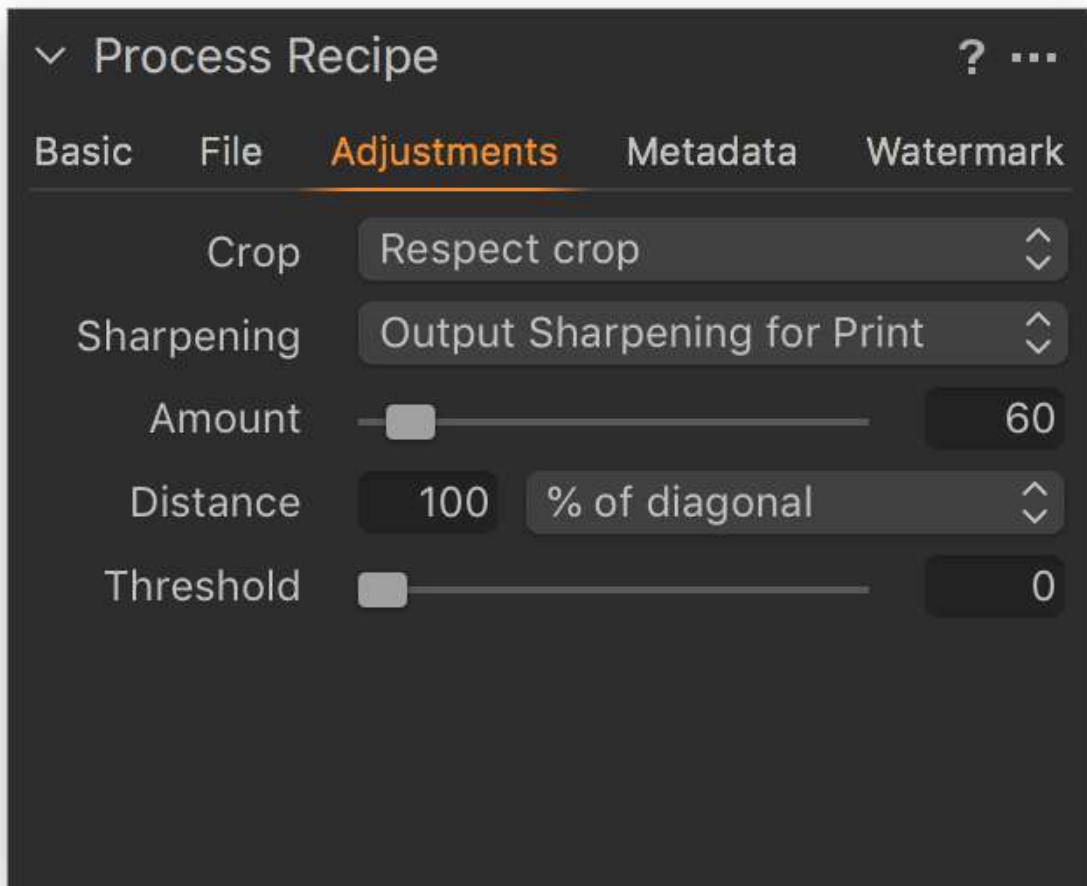 Process Recipe ? ...
Basic File Adjustments Metadata Watermark
Crop Respect crop
Sharpening Output Sharpening for Print
Amount 60
Distance 100 % of diagonal
Threshold 0